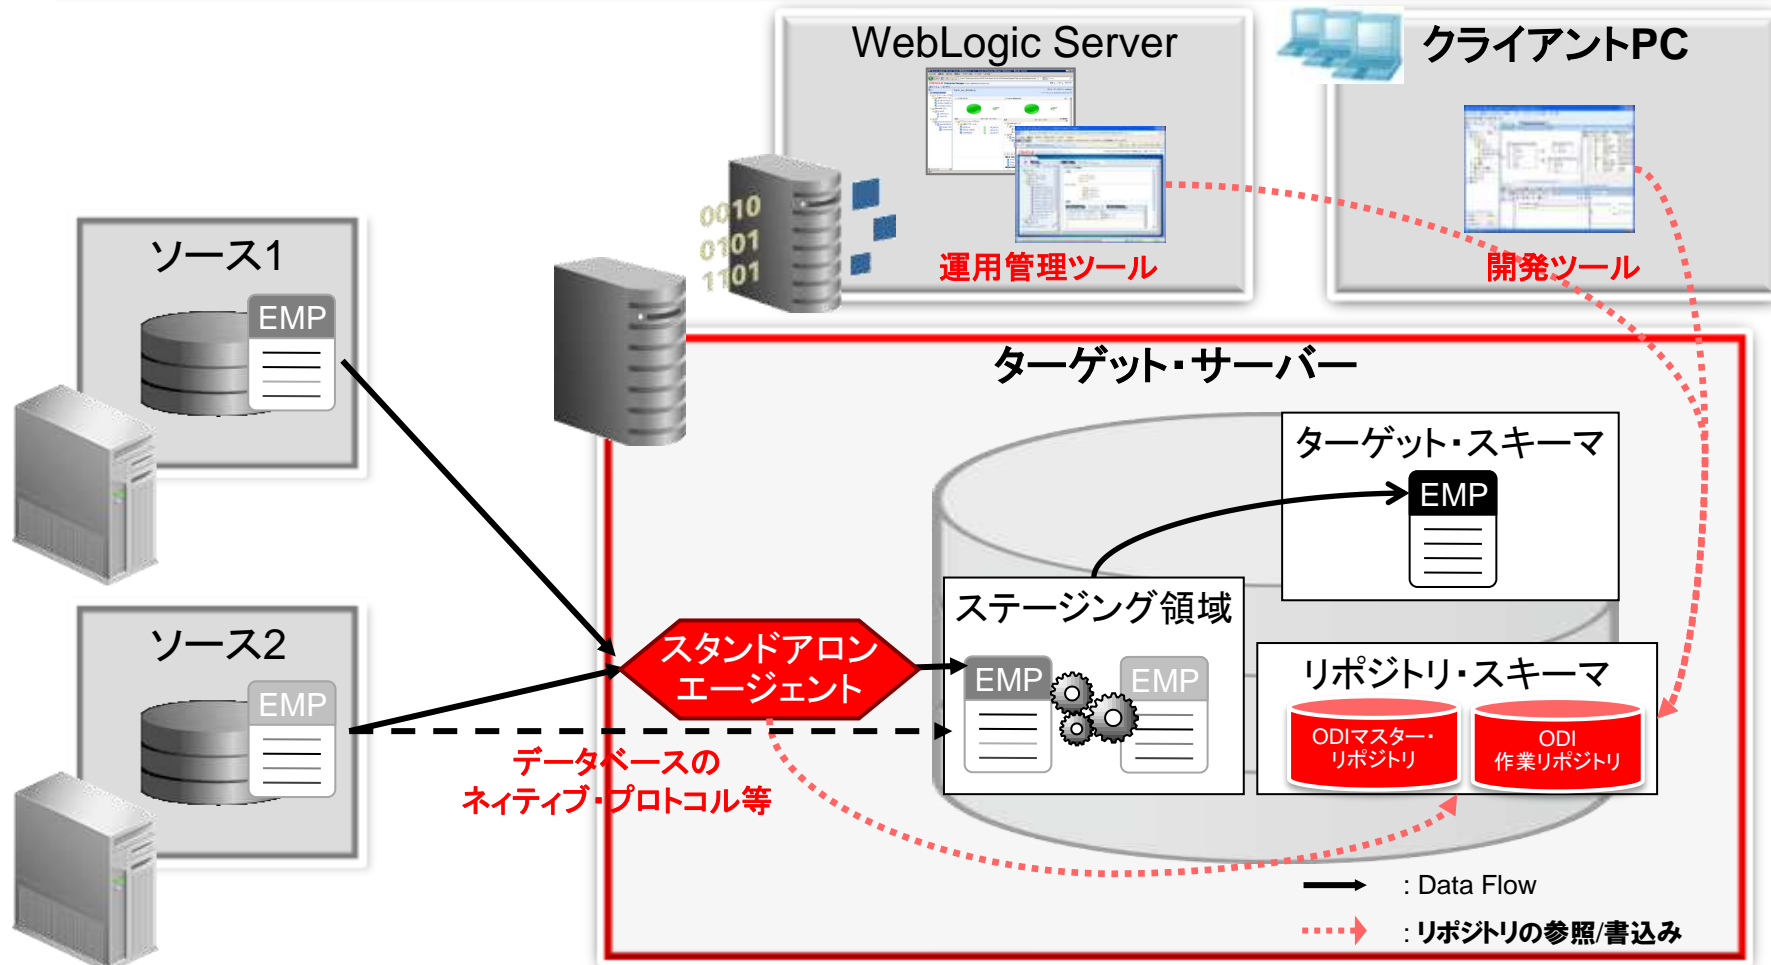 WebLogic Server
クライアントPC
0010
0101
1101
運用管理ツール
開発ツール
ソース1
EMP
ターゲット・サーバー
ターゲット・スキーマ
EMP
ステージング領域
EMP
EMP
ソース2
EMP
スタンドアロン
エージェント
リポジトリ・スキーマ
ODIマスター・
リポジトリ
ODI
作業リポジトリ
データベースの
ネィティブ・プロトコル等
: Data Flow
: リポジトリの参照/書込み